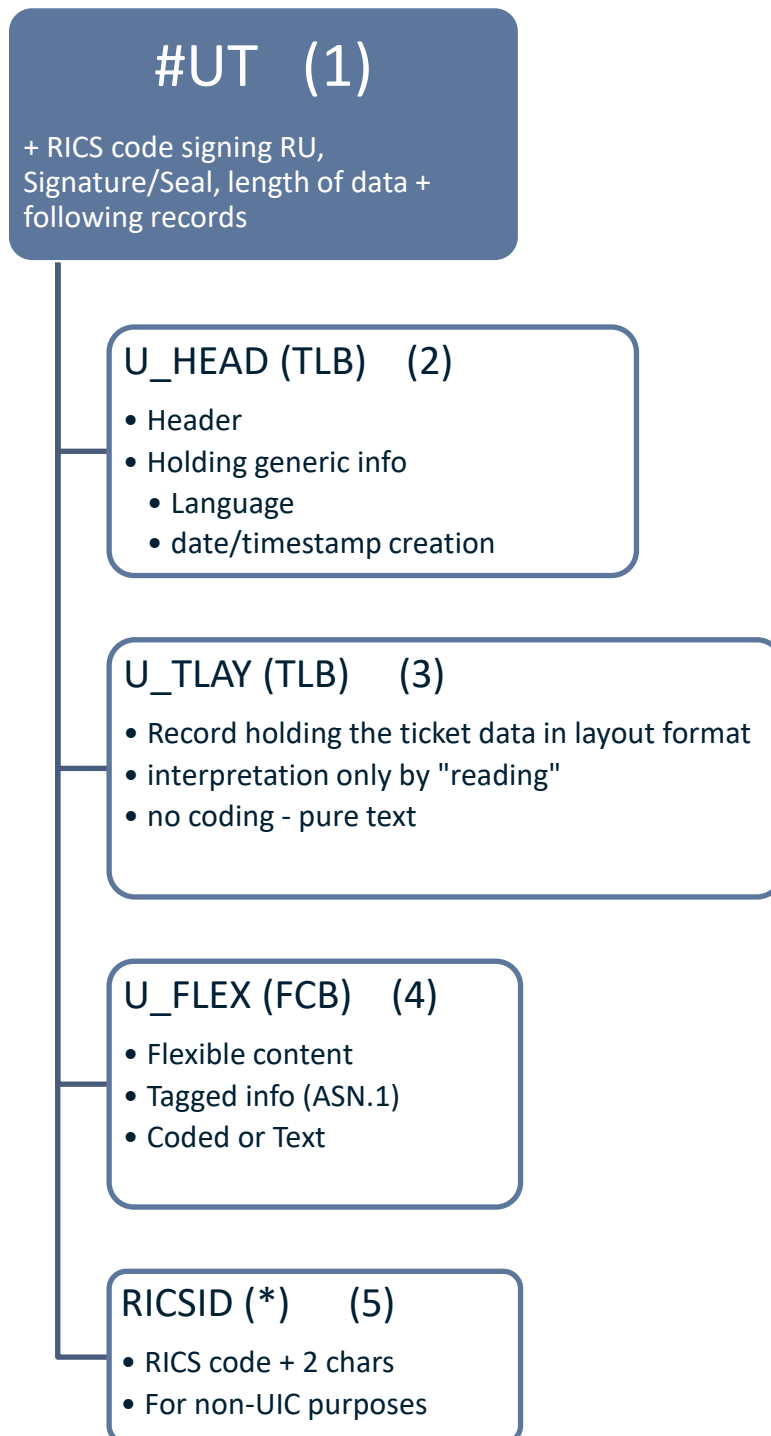 #UT (1)
+ RICS code signing RU,
Signature/Seal, length of data +
following records
U_HEAD (TLB) (2)
• Header
• Holding generic info
• Language
• date/timestamp creation
U_TLAY (TLB) (3)
• Record holding the ticket data in layout format
• interpretation only by "reading"
• no coding - pure text
U_FLEX (FCB) (4)
• Flexible content
• Tagged info (ASN.1)
• Coded or Text
RICSID (*) (5)
• RICS code + 2 chars
• For non-UIC purposes